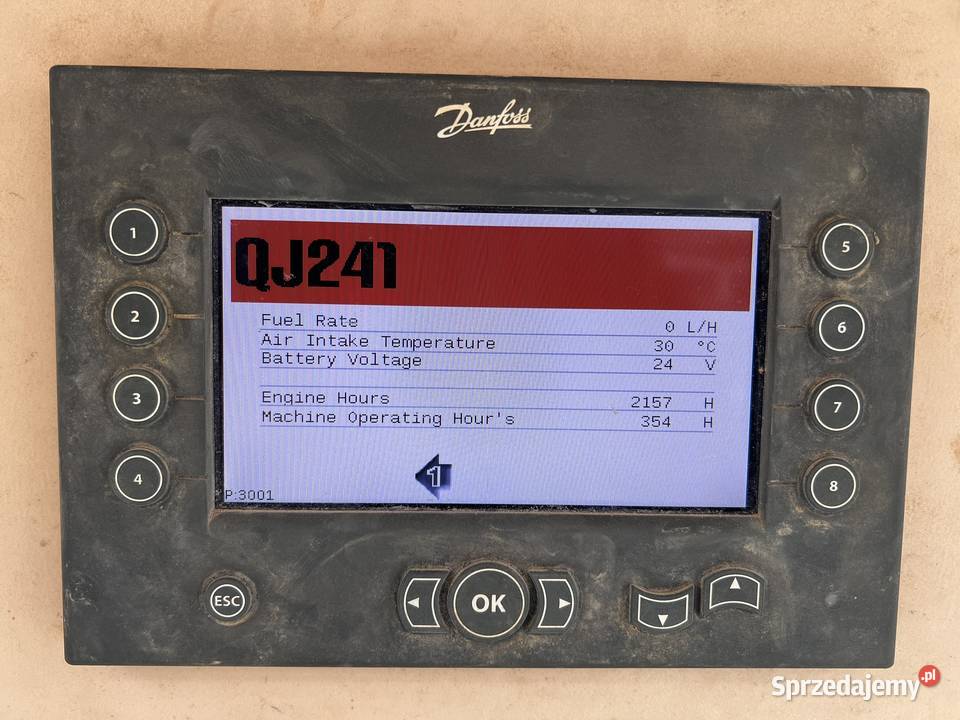 Danfoss
QJ241
Fuel Rate 0 L/H
Air Intake Temperature 30 °C
Battery Voltage 24 V
Engine Hours 2157 H
Machine Operating Hour's 354 H
1
P:3001
1
2
3
4
5
6
7
8
ESC
OK
Sprzedajemy.pl